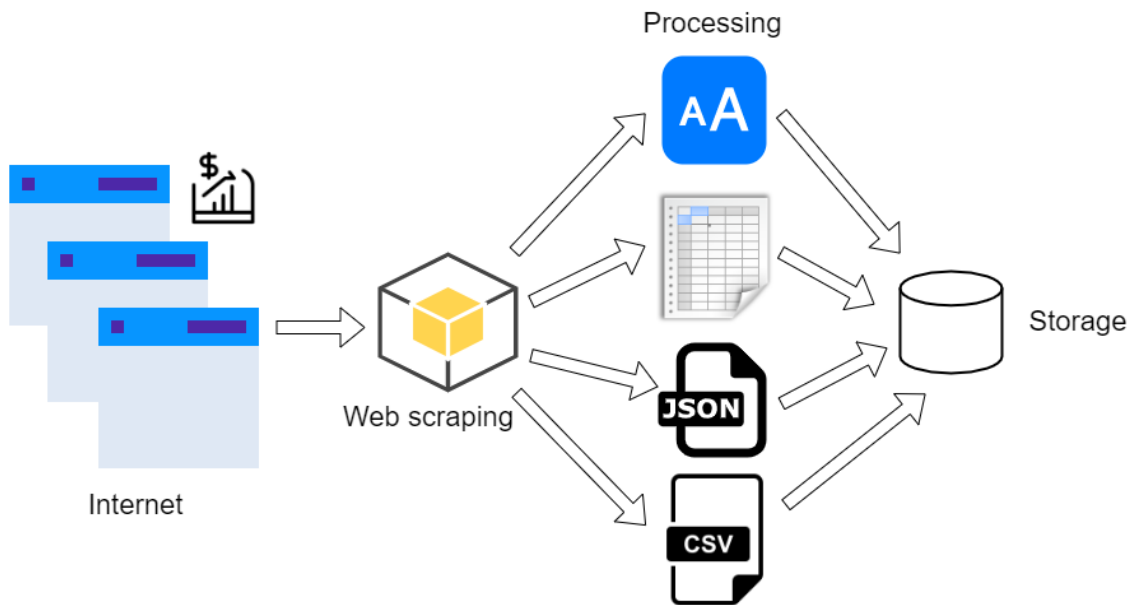 Processing
AA
$
JSON
Storage
Web scraping
Internet
CSV